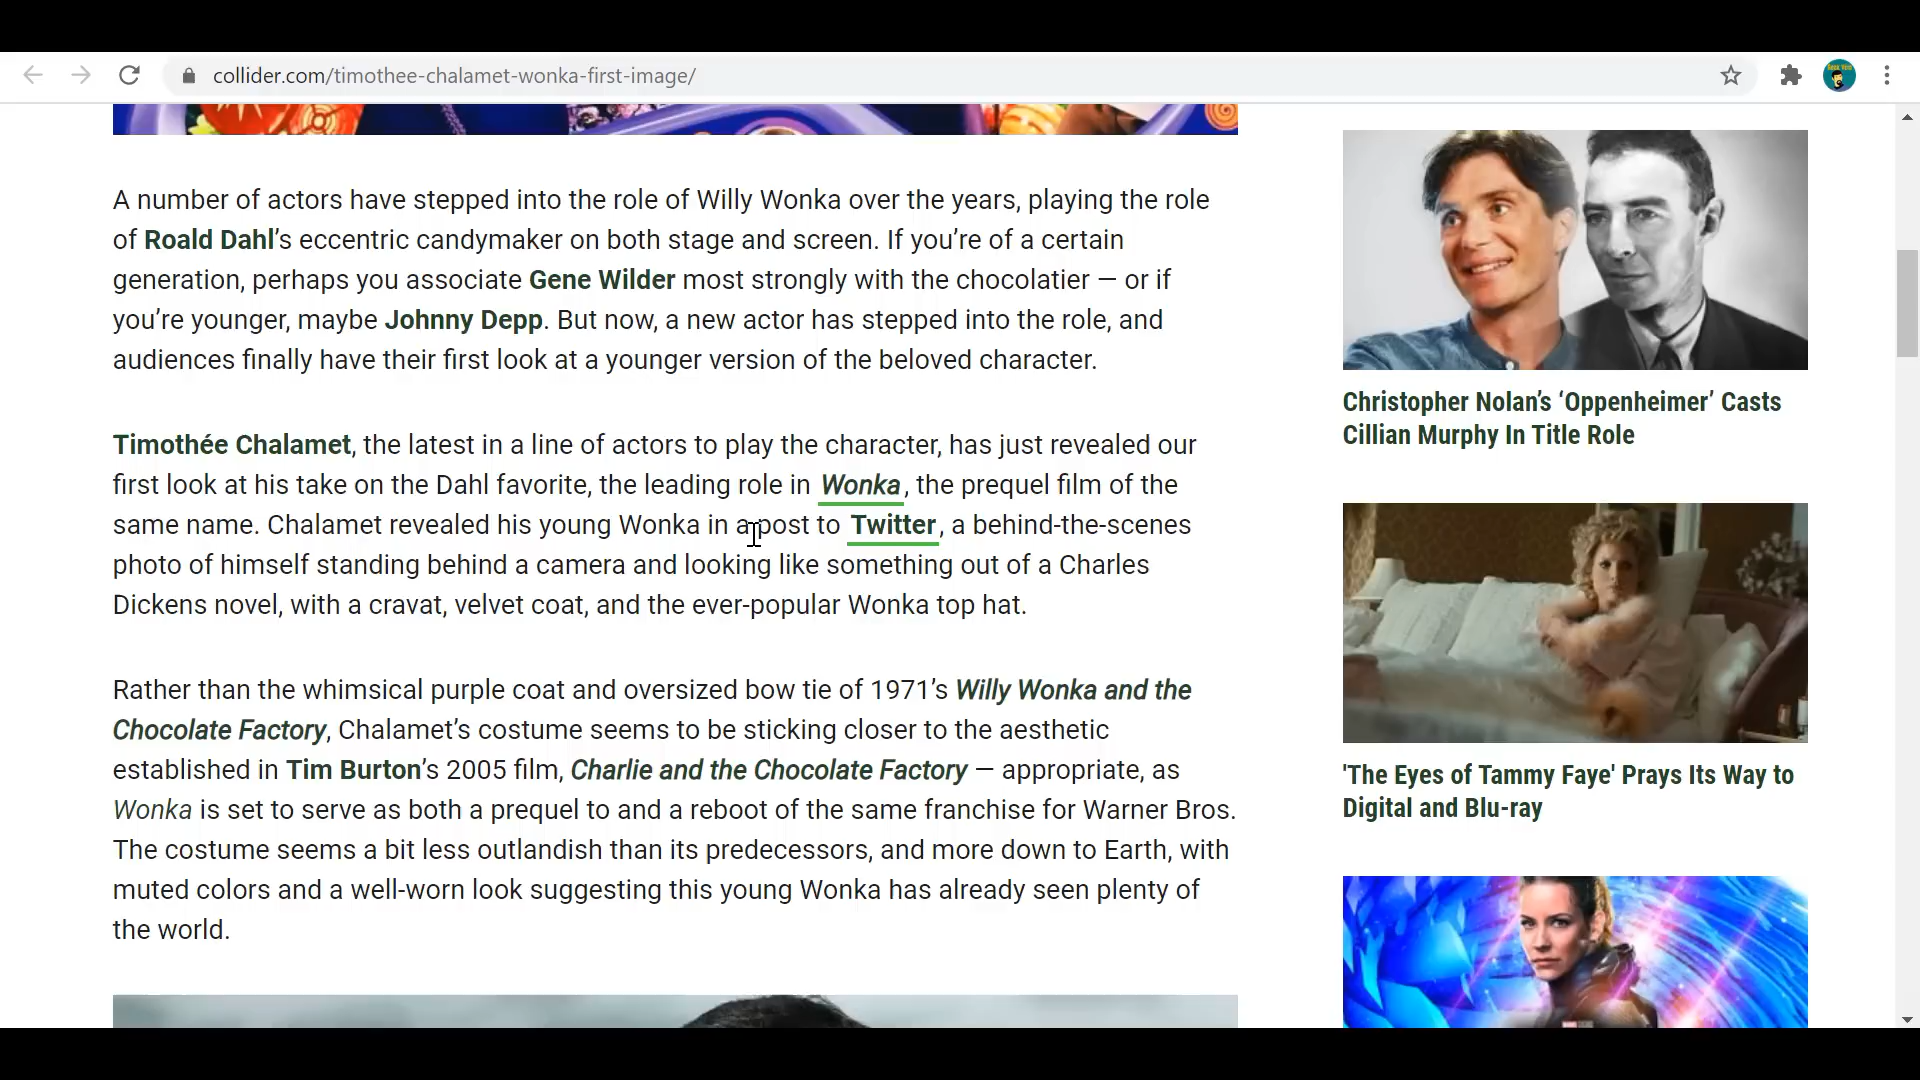 collider.com/timothee-chalamet-wonka-first-image/
A number of actors have stepped into the role of Willy Wonka over the years, playing the role
of Roald Dahl’s eccentric candymaker on both stage and screen. If you’re of a certain
generation, perhaps you associate Gene Wilder most strongly with the chocolatier — or if
you’re younger, maybe Johnny Depp. But now, a new actor has stepped into the role, and
audiences finally have their first look at a younger version of the beloved character.
Timothée Chalamet, the latest in a line of actors to play the character, has just revealed our
first look at his take on the Dahl favorite, the leading role in Wonka, the prequel film of the
same name. Chalamet revealed his young Wonka in a post to Twitter, a behind-the-scenes
photo of himself standing behind a camera and looking like something out of a Charles
Dickens novel, with a cravat, velvet coat, and the ever-popular Wonka top hat.
Rather than the whimsical purple coat and oversized bow tie of 1971’s Willy Wonka and the
Chocolate Factory, Chalamet’s costume seems to be sticking closer to the aesthetic
established in Tim Burton’s 2005 film, Charlie and the Chocolate Factory — appropriate, as
Wonka is set to serve as both a prequel to and a reboot of the same franchise for Warner Bros.
The costume seems a bit less outlandish than its predecessors, and more down to Earth, with
muted colors and a well-worn look suggesting this young Wonka has already seen plenty of
the world.
Christopher Nolan’s ‘Oppenheimer’ Casts
Cillian Murphy In Title Role
'The Eyes of Tammy Faye' Prays Its Way to
Digital and Blu-ray